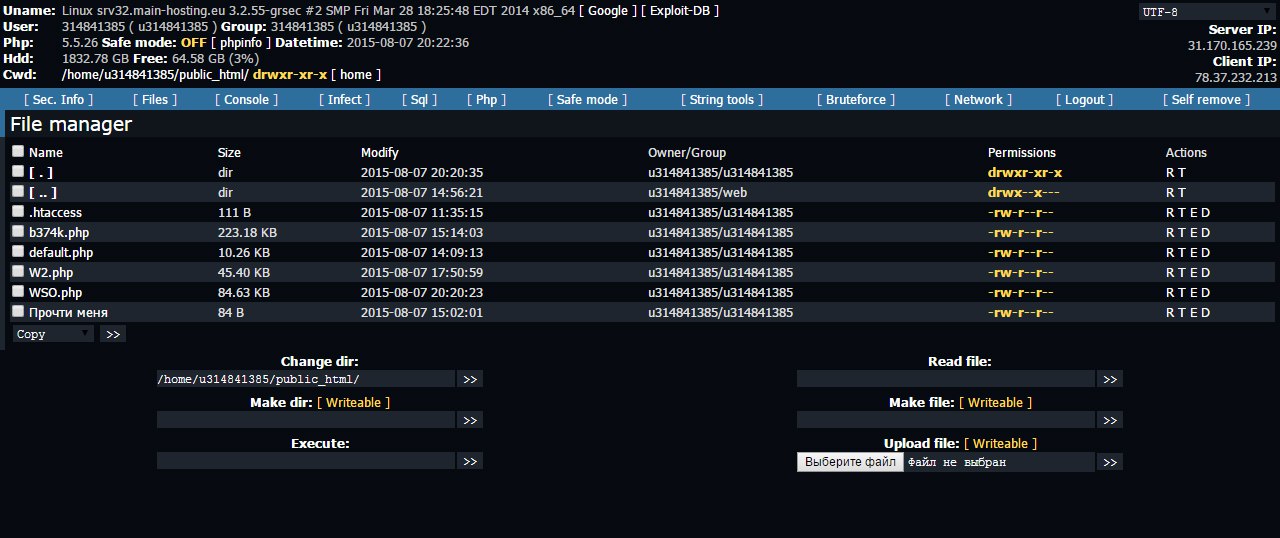 Uname: Linux srv32.main-hosting.eu 3.2.55-grsec #2 SMP Fri Mar 28 18:25:48 EDT 2014 x86_64 [ Google ] [ Exploit-DB ] UTF-8
User: 314841385 ( u314841385 ) Group: 314841385 ( u314841385 ) Server IP:
Php: 5.5.26 Safe mode: OFF [ phpinfo ] Datetime: 2015-08-07 20:22:36 31.170.165.239
Hdd: 1832.78 GB Free: 64.58 GB (3%) Client IP:
Cwd: /home/u314841385/public_html/ drwxr-xr-x [ home ] 78.37.232.213
[ Sec. Info ] [ Files ] [ Console ] [ Infect ] [ Sql ] [ Php ] [ Safe mode ] [ String tools ] [ Bruteforce ] [ Network ] [ Logout ] [ Self remove ]
File manager
Name Size Modify Owner/Group Permissions Actions
[ . ] dir 2015-08-07 20:20:35 u314841385/u314841385 drwxr-xr-x R T
[ .. ] dir 2015-08-07 14:56:21 u314841385/web drwx--x--- R T
.htaccess 111 B 2015-08-07 11:35:15 u314841385/u314841385 -rw-r--r-- R T E D
b374k.php 223.18 KB 2015-08-07 15:14:03 u314841385/u314841385 -rw-r--r-- R T E D
default.php 10.26 KB 2015-08-07 14:09:13 u314841385/u314841385 -rw-r--r-- R T E D
W2.php 45.40 KB 2015-08-07 17:50:59 u314841385/u314841385 -rw-r--r-- R T E D
WSO.php 84.63 KB 2015-08-07 20:20:23 u314841385/u314841385 -rw-r--r-- R T E D
Прочти меня 84 B 2015-08-07 15:02:01 u314841385/u314841385 -rw-r--r-- R T E D
Copy >>
Change dir: Read file:
/home/u314841385/public_html/ >> >>
Make dir: [ Writeable ] Make file: [ Writeable ]
>> >>
Execute: Upload file: [ Writeable ]
>> Выберите файл Файл не выбран >>